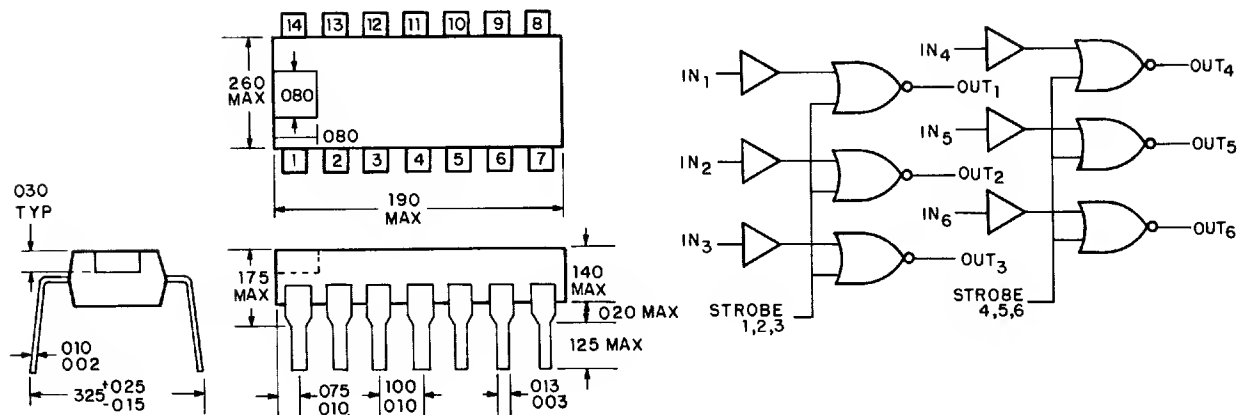 14 13 12 11 10 9 8
260
MAX
080
080
1 2 3 4 5 6 7
190
MAX
030
TYP
010
002
325 +025
-015
175
MAX
140
MAX
020 MAX
125 MAX
075
010
100
010
013
003
IN1
OUT1
IN2
OUT2
IN3
OUT3
STROBE
1,2,3
IN4
OUT4
IN5
OUT5
IN6
OUT6
STROBE
4,5,6